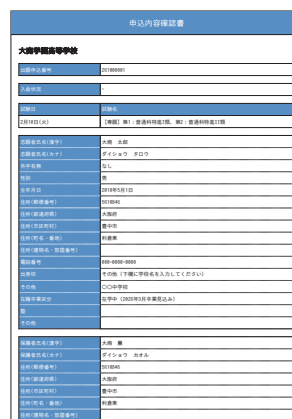 申込内容確認書
大商学園高等学校
出願申込番号 261000001
入金状況 -
試験日 試験名
2月10日(火) 【専願】第1:普通科特進I類、第2:普通科特進II類
志願者氏名(漢字) 大商 太郎
志願者氏名(カナ) ダイショウ タロウ
外字有無 なし
性別 男
生年月日 2010年5月1日
住所(郵便番号) 5610846
住所(都道府県) 大阪府
住所(市区町村) 豊中市
住所(町名・番地) 利倉東
住所(建物名・部屋番号)
電話番号 000-0000-0000
出身校 その他(下欄に学校名を入力してください)
その他 〇〇中学校
在籍卒業区分 在学中(2026年3月卒業見込み)
塾
その他
保護者氏名(漢字) 大商 薫
保護者氏名(カナ) ダイショウ カオル
住所(郵便番号) 5610846
住所(都道府県) 大阪府
住所(市区町村) 豊中市
住所(町名・番地) 利倉東
住所(建物名・部屋番号)